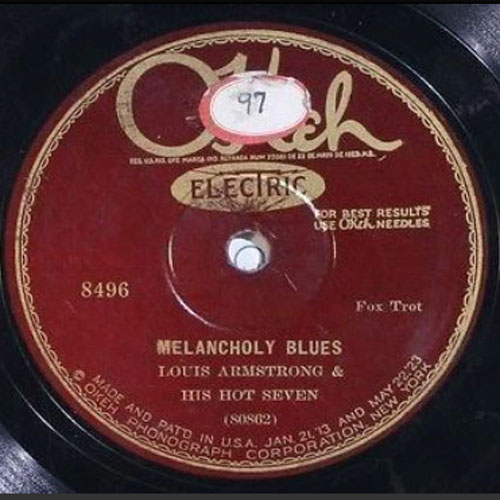 OKeh
97
ELECTRIC
FOR BEST RESULTS
USE OKeh NEEDLES
8496
Fox Trot
MELANCHOLY BLUES
LOUIS ARMSTRONG &
HIS HOT SEVEN
(80862)
MADE AND PAT'D IN U.S.A. JAN. 21,'13 AND MAY 22'23
© OKEH PHONOGRAPH CORPORATION, NEW YORK